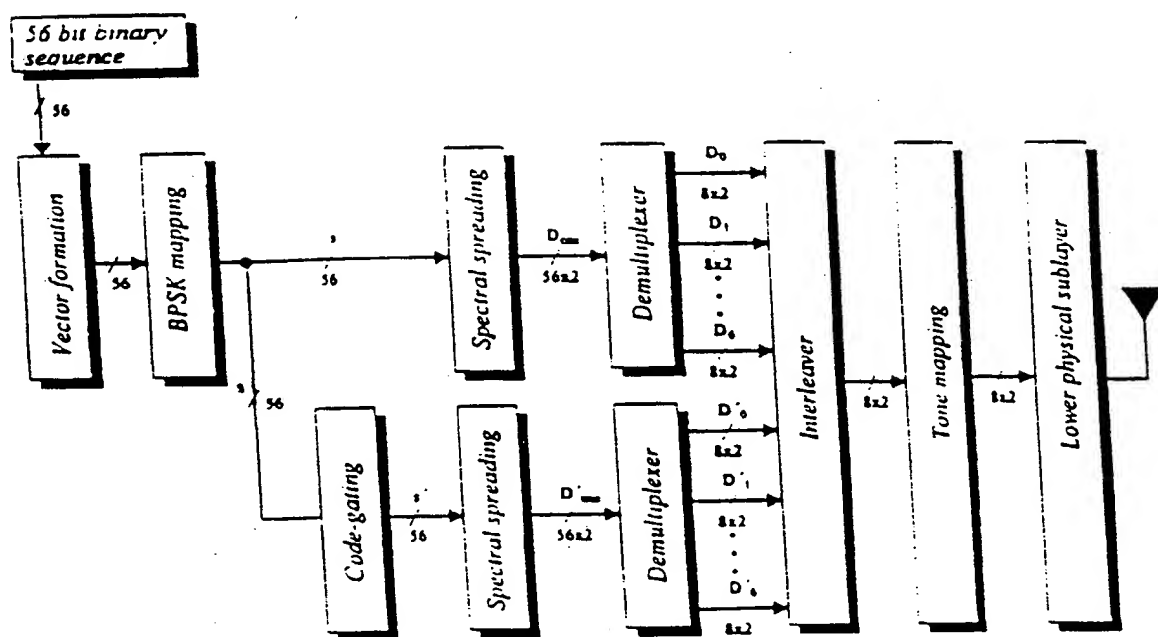 56 bit binary
sequence
56
Vector formation
56
BPSK mapping
s
56
Spectral spreading
56x2
Demultiplexer
D0
8x2
D1
8x2
D6
8x2
s
56
Code-gating
s'
56
Spectral spreading
56x2
Demultiplexer
D'0
8x2
D'1
8x2
D'6
8x2
Interleaver
8x2
Tone mapping
8x2
Lower physical sublayer